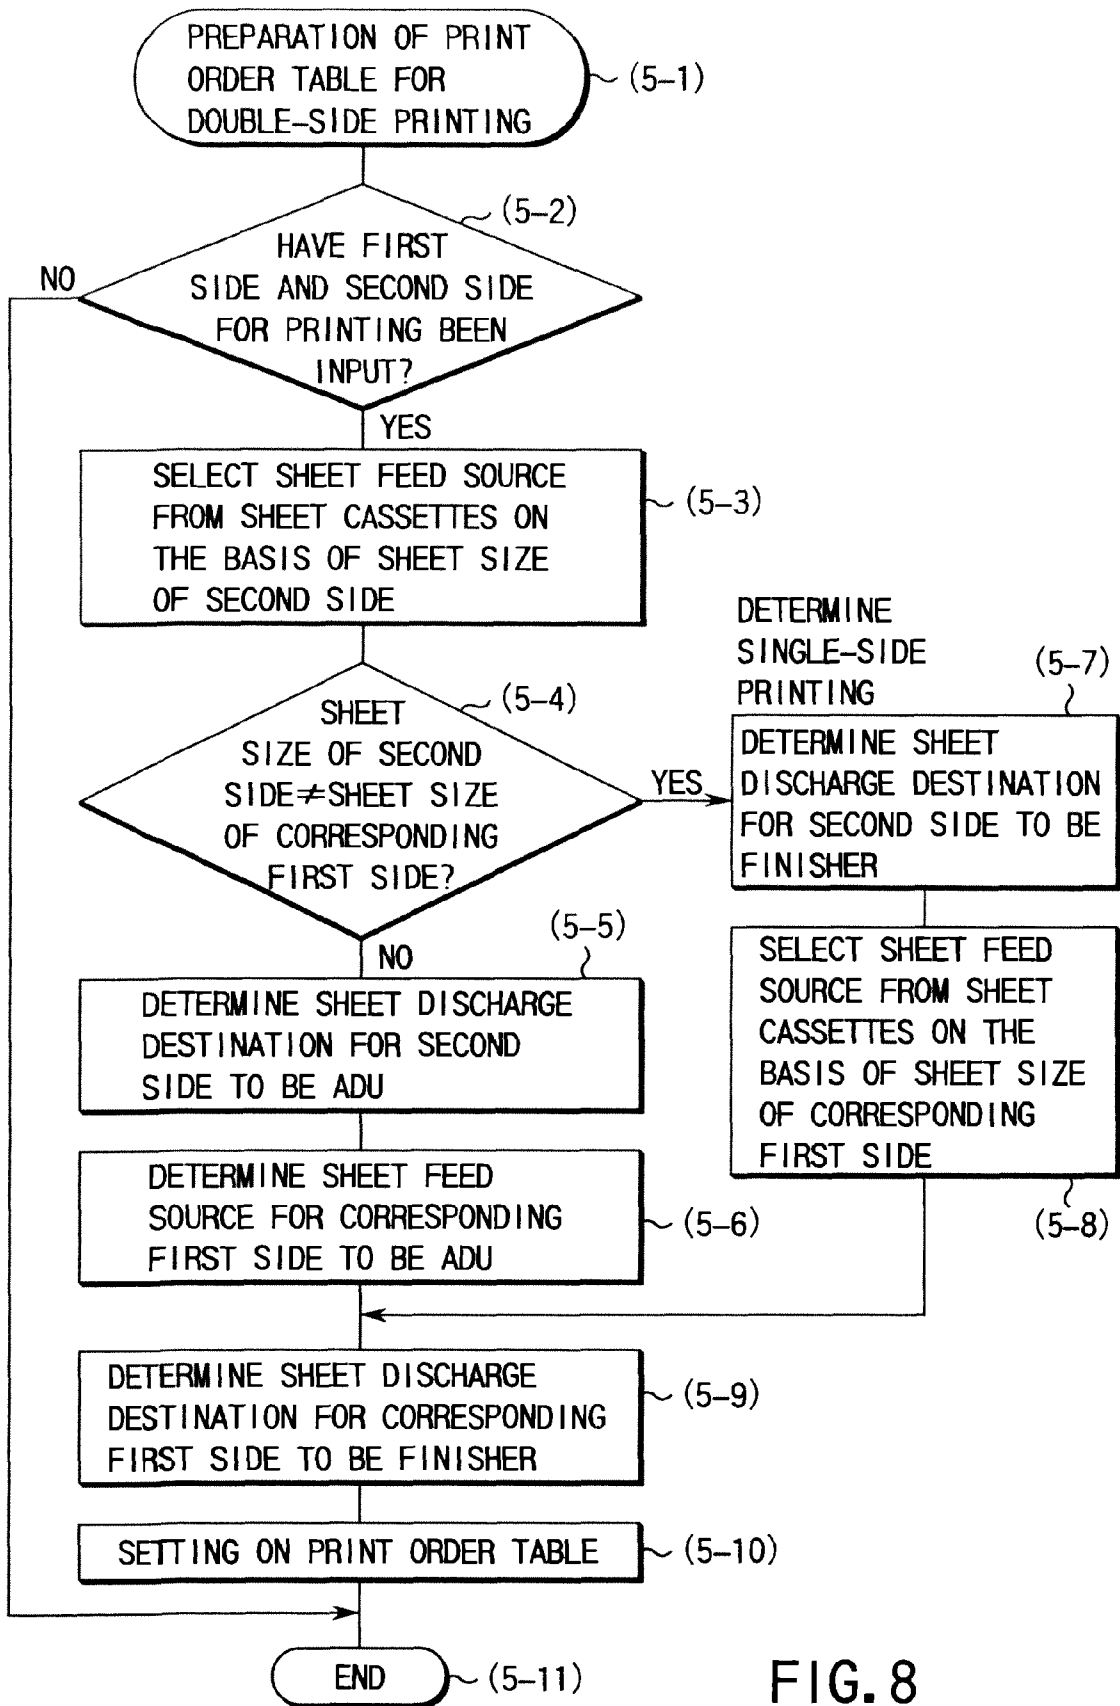 PREPARATION OF PRINT
ORDER TABLE FOR
DOUBLE-SIDE PRINTING
(5-1)
(5-2)
HAVE FIRST
SIDE AND SECOND SIDE
FOR PRINTING BEEN
INPUT?
NO
YES
SELECT SHEET FEED SOURCE
FROM SHEET CASSETTES ON
THE BASIS OF SHEET SIZE
OF SECOND SIDE
(5-3)
(5-4)
SHEET
SIZE OF SECOND
SIDE≠SHEET SIZE
OF CORRESPONDING
FIRST SIDE?
YES
NO
DETERMINE
SINGLE-SIDE
PRINTING
(5-7)
DETERMINE SHEET
DISCHARGE DESTINATION
FOR SECOND SIDE TO BE
FINISHER
SELECT SHEET FEED
SOURCE FROM SHEET
CASSETTES ON THE
BASIS OF SHEET SIZE
OF CORRESPONDING
FIRST SIDE
(5-8)
(5-5)
DETERMINE SHEET DISCHARGE
DESTINATION FOR SECOND
SIDE TO BE ADU
DETERMINE SHEET FEED
SOURCE FOR CORRESPONDING
FIRST SIDE TO BE ADU
(5-6)
DETERMINE SHEET DISCHARGE
DESTINATION FOR CORRESPONDING
FIRST SIDE TO BE FINISHER
(5-9)
SETTING ON PRINT ORDER TABLE
(5-10)
END
(5-11)
FIG. 8